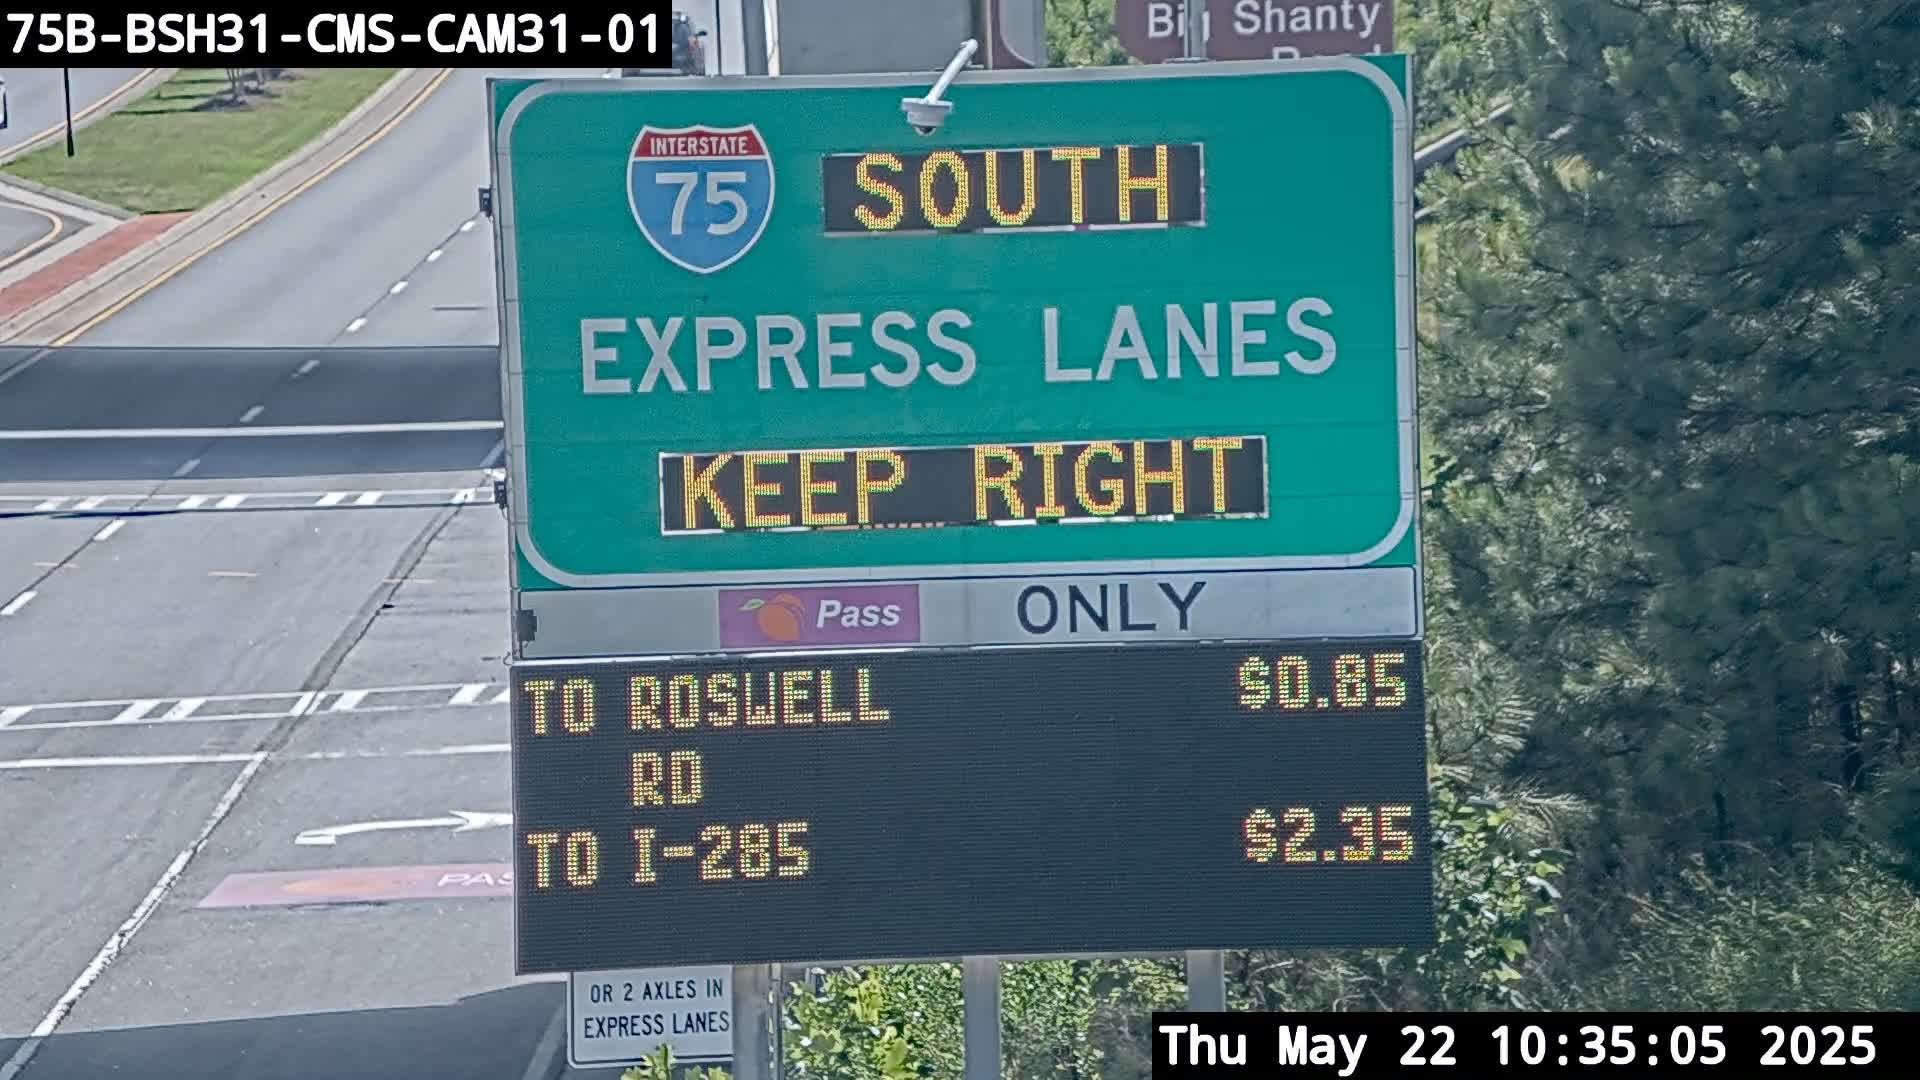 75B-BSH31-CMS-CAM31-01
Big Shanty
Road
INTERSTATE
75
SOUTH
EXPRESS LANES
KEEP RIGHT
Pass ONLY
TO ROSWELL $0.85
RD
TO I-285 $2.35
PAS
OR 2 AXLES IN
EXPRESS LANES
Thu May 22 10:35:05 2025